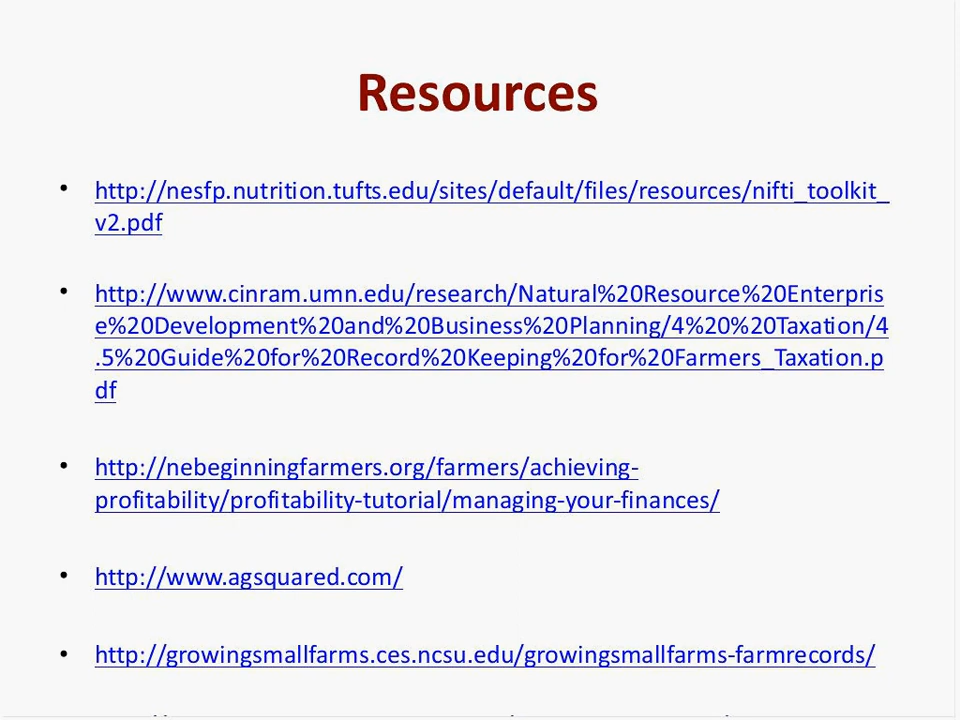 Resources
• http://nesfp.nutrition.tufts.edu/sites/default/files/resources/nifti_toolkit_
v2.pdf
• http://www.cinram.umn.edu/research/Natural%20Resource%20Enterpris
e%20Development%20and%20Business%20Planning/4%20%20Taxation/4
.5%20Guide%20for%20Record%20Keeping%20for%20Farmers_Taxation.p
df
• http://nebeginningfarmers.org/farmers/achieving-
profitability/profitability-tutorial/managing-your-finances/
• http://www.agsquared.com/
• http://growingsmallfarms.ces.ncsu.edu/growingsmallfarms-farmrecords/